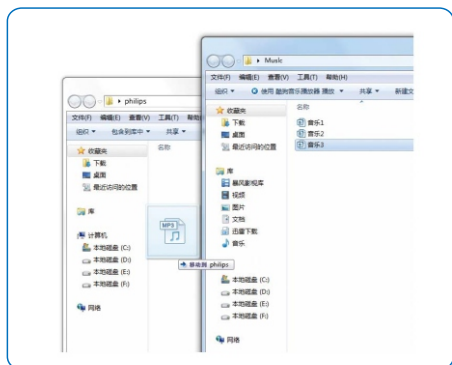 Music
文件(F) 编辑(E) 查看(V) 工具(T) 帮助(H)
组织 使用 酷狗音乐播放器 播放 共享 新建文
收藏夹
下载
桌面
最近访问的位置
库
暴风影视库
视频
图片
文档
迅雷下载
音乐
本地磁盘 (C:)
本地磁盘 (D:)
本地磁盘 (E:)
本地磁盘 (F:)
网络
名称
音乐1
音乐2
音乐3
philips
文件(F) 编辑(E) 查看(V) 工具(T) 帮助
组织 包含到库中 共享
收藏夹
下载
桌面
最近访问的位置
库
计算机
本地磁盘 (C:)
本地磁盘 (D:)
本地磁盘 (E:)
本地磁盘 (F:)
网络
名称
MP3
移动到 philips